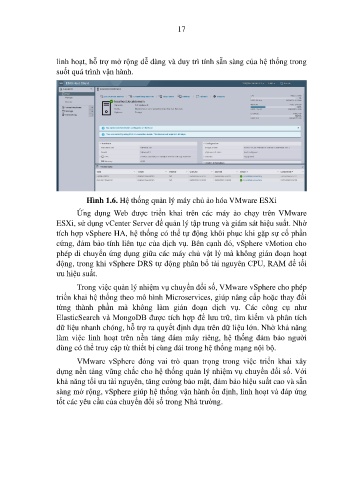 17
linh hoạt, hỗ trợ mở rộng dễ dàng và duy trì tính sẵn sàng của hệ thống trong
suốt quá trình vận hành.
Hình 1.6. Hệ thống quản lý máy chủ ảo hóa VMware ESXi
Ứng dụng Web được triển khai trên các máy ảo chạy trên VMware
ESXi, sử dụng vCenter Server để quản lý tập trung và giám sát hiệu suất. Nhờ
tích hợp vSphere HA, hệ thống có thể tự động khôi phục khi gặp sự cố phần
cứng, đảm bảo tính liên tục của dịch vụ. Bên cạnh đó, vSphere vMotion cho
phép di chuyển ứng dụng giữa các máy chủ vật lý mà không gián đoạn hoạt
động, trong khi vSphere DRS tự động phân bổ tài nguyên CPU, RAM để tối
ưu hiệu suất.
Trong việc quản lý nhiệm vụ chuyển đổi số, VMware vSphere cho phép
triển khai hệ thống theo mô hình Microservices, giúp nâng cấp hoặc thay đổi
từng thành phần mà không làm gián đoạn dịch vụ. Các công cụ như
ElasticSearch và MongoDB được tích hợp để lưu trữ, tìm kiếm và phân tích
dữ liệu nhanh chóng, hỗ trợ ra quyết định dựa trên dữ liệu lớn. Nhờ khả năng
làm việc linh hoạt trên nền tảng đám mây riêng, hệ thống đảm bảo người
dùng có thể truy cập từ thiết bị cùng dải trong hệ thống mạng nội bộ.
VMware vSphere đóng vai trò quan trọng trong việc triển khai xây
dựng nền tảng vững chắc cho hệ thống quản lý nhiệm vụ chuyển đổi số. Với
khả năng tối ưu tài nguyên, tăng cường bảo mật, đảm bảo hiệu suất cao và sẵn
sàng mở rộng, vSphere giúp hệ thống vận hành ổn định, linh hoạt và đáp ứng
tốt các yêu cầu của chuyển đổi số trong Nhà trường.